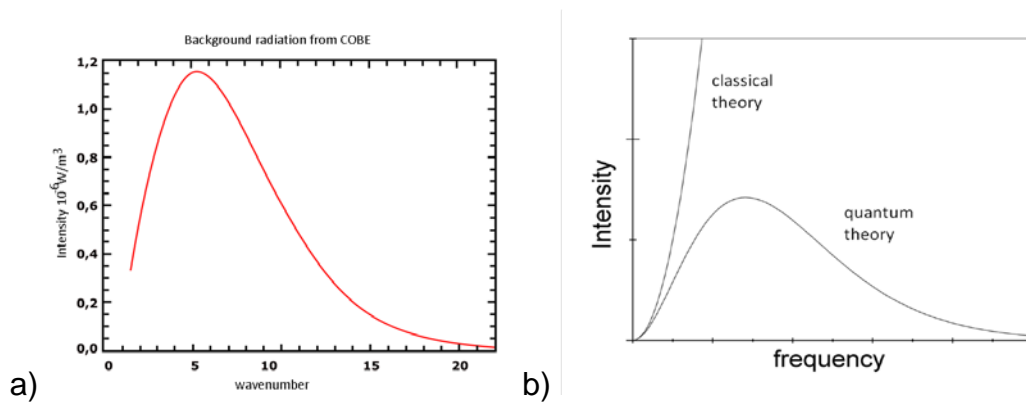 Background radiation from COBE
1,2
1,0
0,8
0,6
0,4
0,2
0,0
Intensity 10⁻⁶W/m³
0 5 10 15 20
wavenumber
a)
classical
theory
quantum
theory
Intensity
frequency
b)